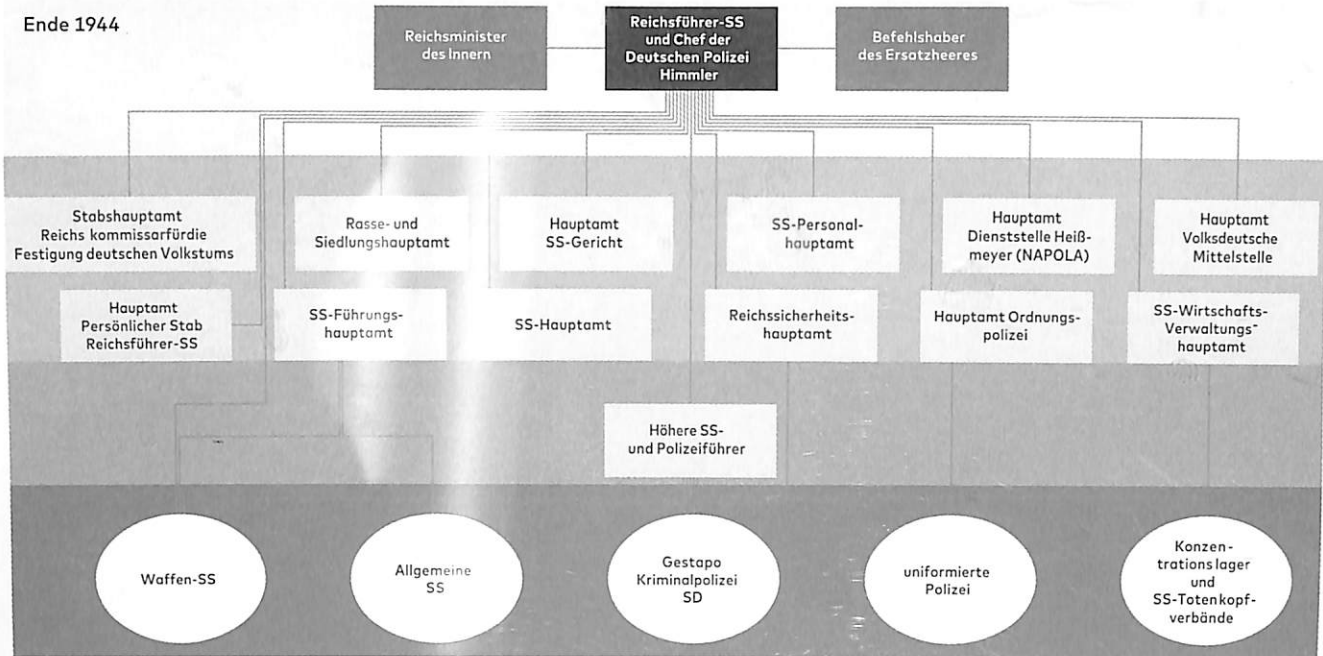 Ende 1944
Reichsminister
des Innern
Reichsführer-SS
und Chef der
Deutschen Polizei
Himmler
Befehlshaber
des Ersatzheeres
Stabshauptamt
Reichs kommissarfürdie
Festigung deutschen Volkstums
Rasse- und
Siedlungshauptamt
Hauptamt
SS-Gericht
SS-Personal-
hauptamt
Hauptamt
Dienststelle Heiß-
meyer (NAPOLA)
Hauptamt
Volksdeutsche
Mittelstelle
Hauptamt
Persönlicher Stab
Reichsführer-SS
SS-Führungs-
hauptamt
SS-Hauptamt
Reichssicherheits-
hauptamt
Hauptamt Ordnungs-
polizei
SS-Wirtschafts-
Verwaltungs-
hauptamt
Höhere SS-
und Polizeiführer
Waffen-SS
Allgemeine
SS
Gestapo
Kriminalpolizei
SD
uniformierte
Polizei
Konzen-
trations lager
und
SS-Totenkopf-
verbände